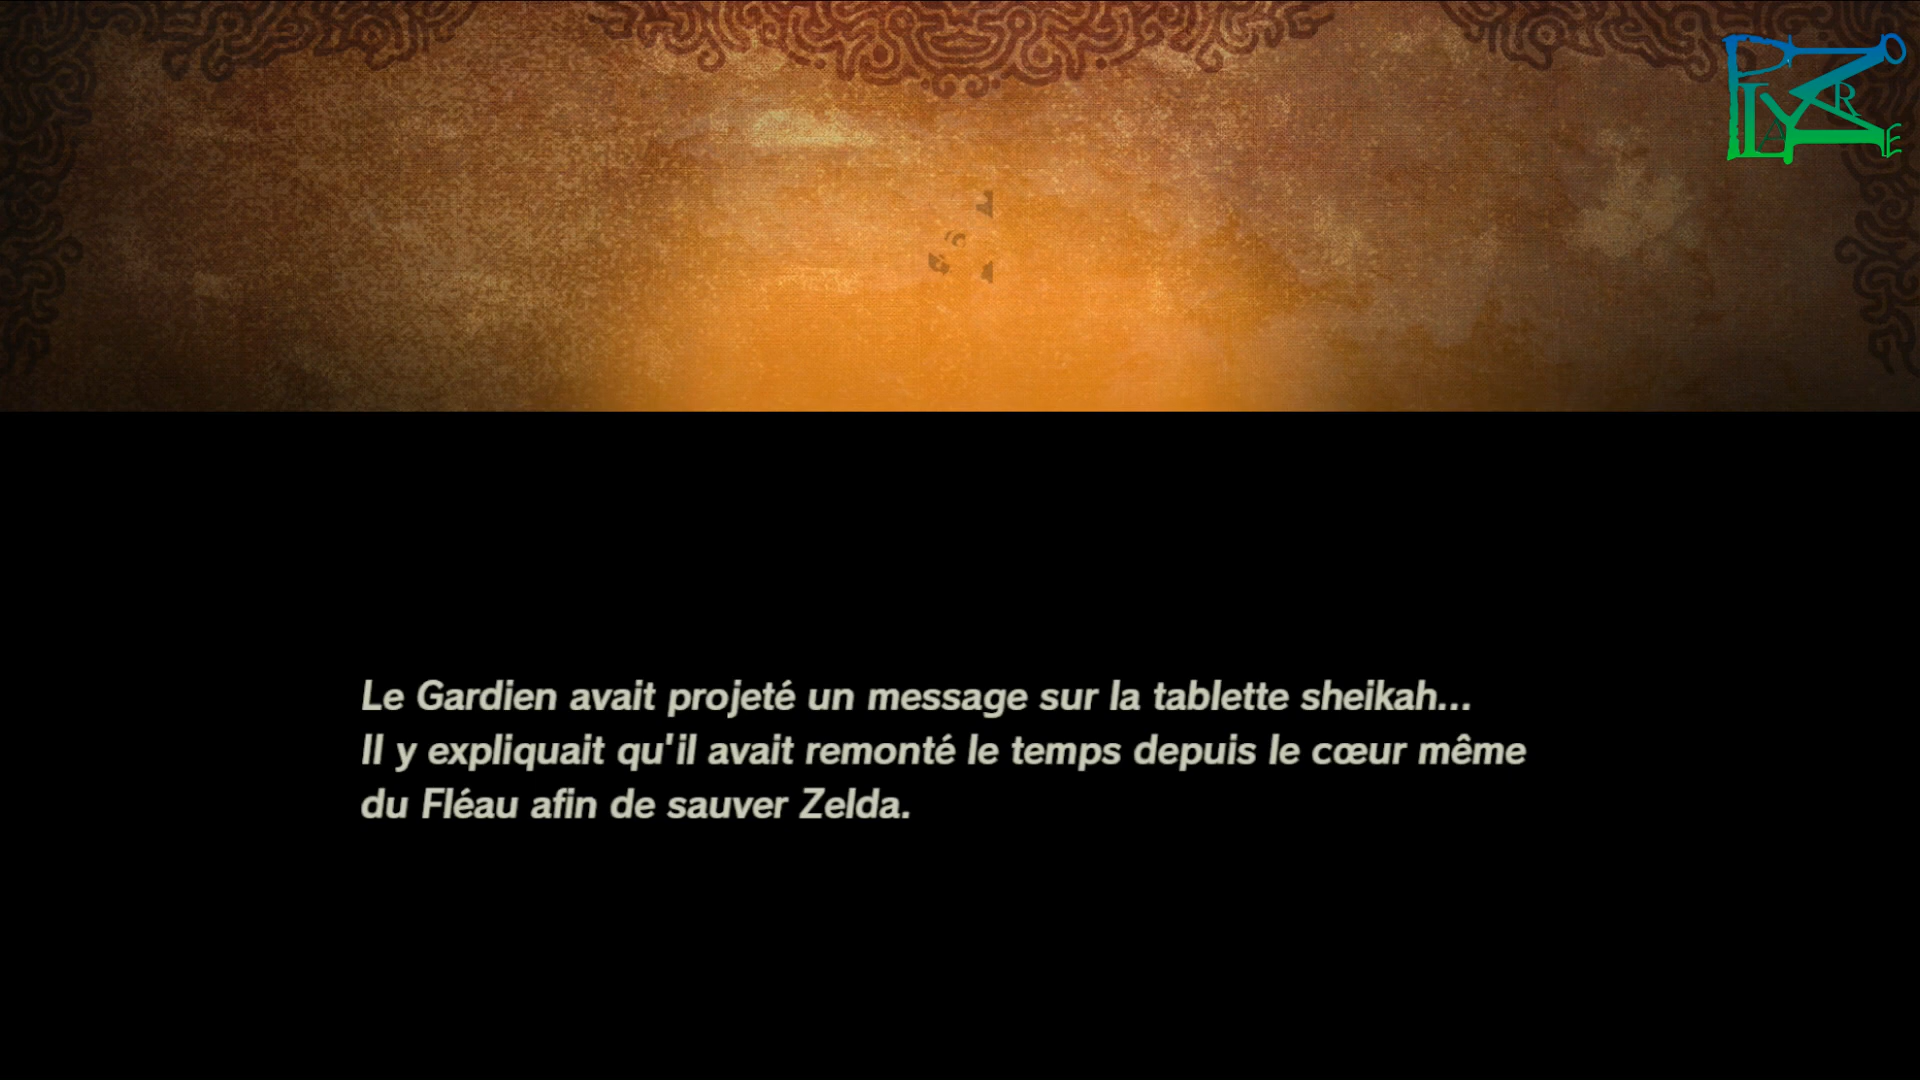 Le Gardien avait projeté un message sur la tablette sheikah...
Il y expliquait qu'il avait remonté le temps depuis le cœur même
du Fléau afin de sauver Zelda.